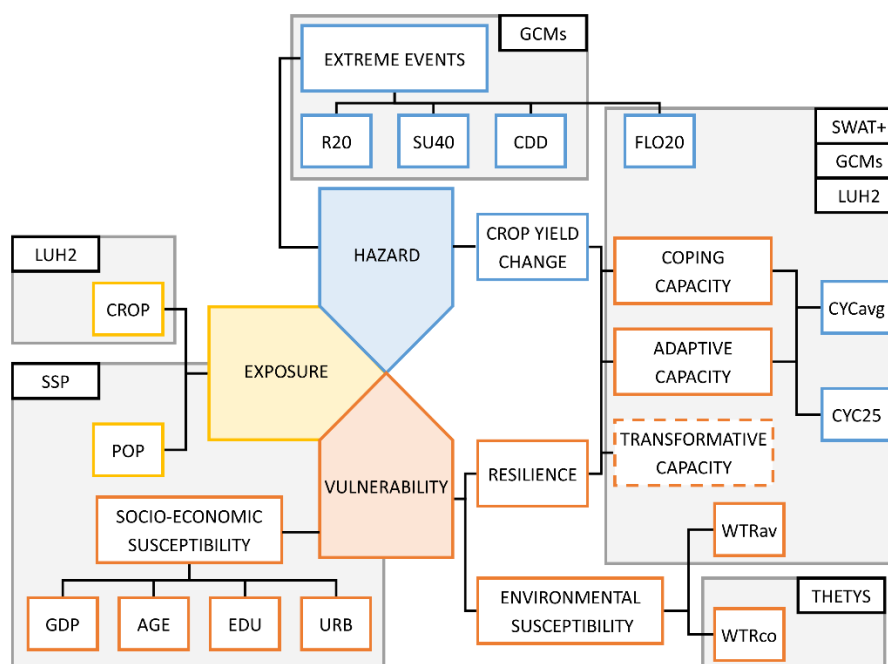 GCMs
EXTREME EVENTS
R20
SU40
CDD
FLO20
SWAT+
GCMs
LUH2
HAZARD
CROP YIELD
CHANGE
COPING
CAPACITY
CYCavg
LUH2
CROP
EXPOSURE
ADAPTIVE
CAPACITY
SSP
CYC25
POP
TRANSFORMATIVE
CAPACITY
VULNERABILITY
RESILIENCE
SOCIO-ECONOMIC
SUSCEPTIBILITY
WTRav
GDP
AGE
EDU
URB
ENVIRONMENTAL
SUSCEPTIBILITY
THETYS
WTRco